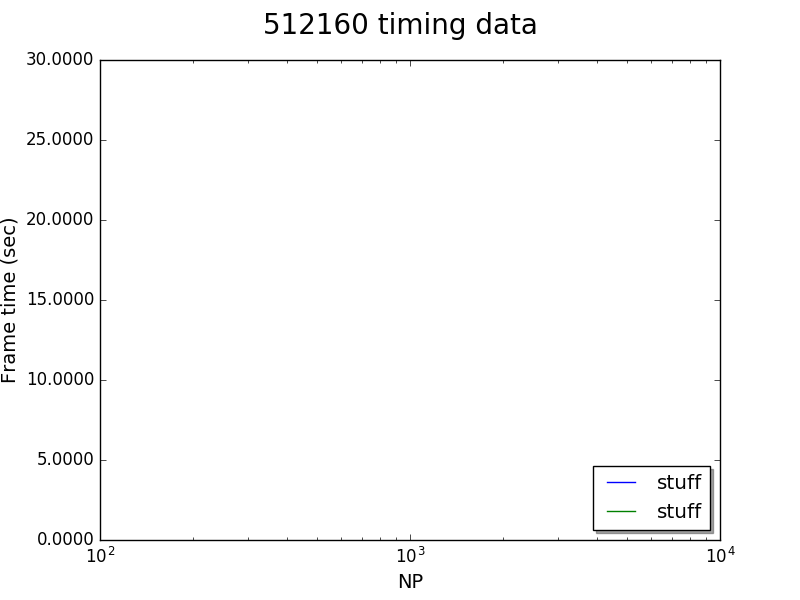 512160 timing data
30.0000
25.0000
20.0000
15.0000
10.0000
5.0000
0.0000
Frame time (sec)
10² 10³ 10⁴
NP
stuff
stuff